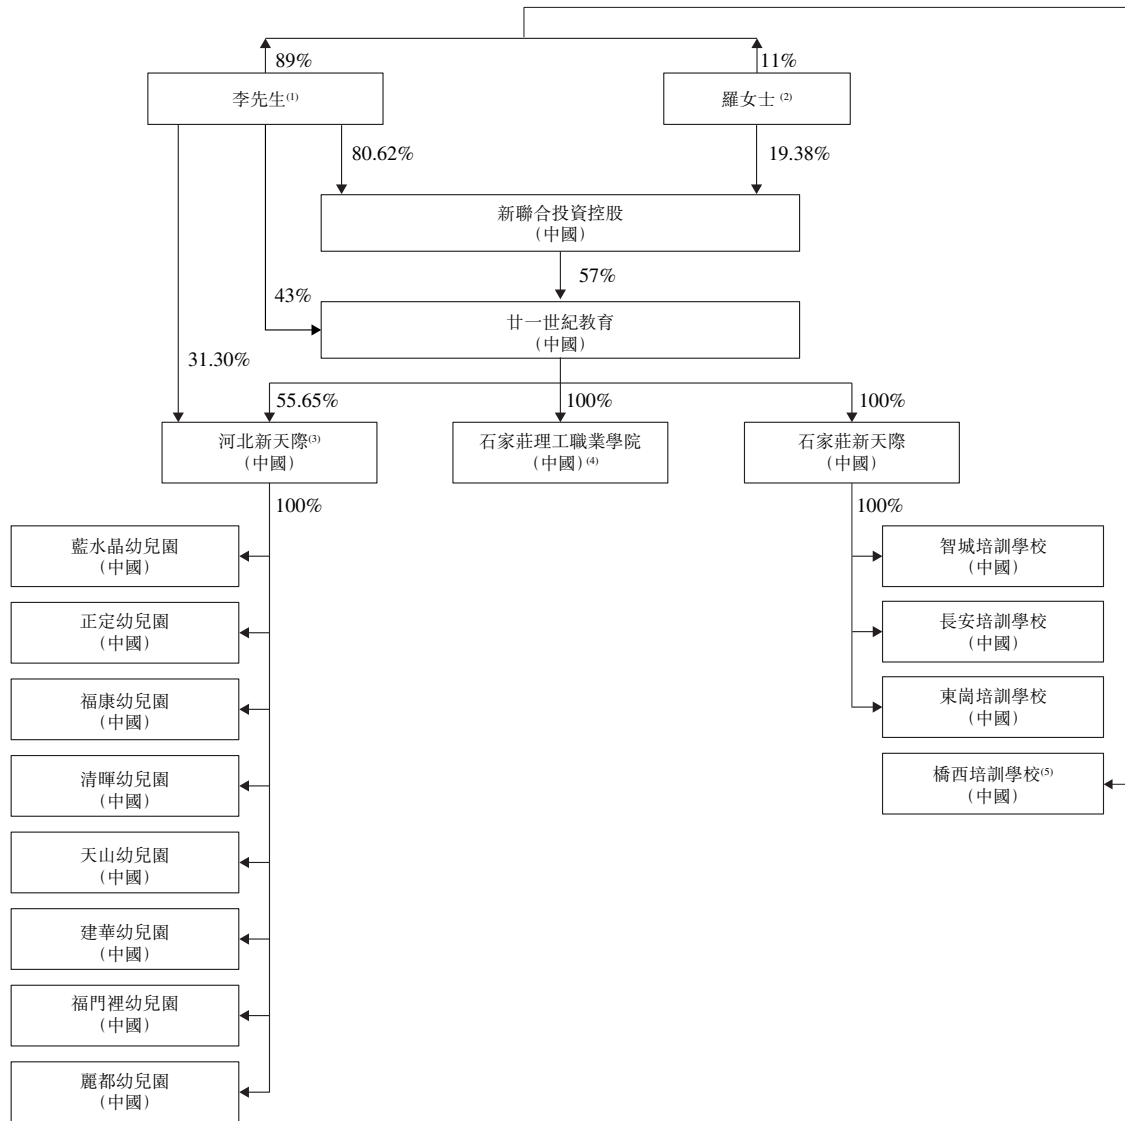 89%
11%
李先生(1)
羅女士 (2)
80.62%
19.38%
新聯合投資控股
(中國)
57%
43%
廿一世紀教育
(中國)
31.30%
55.65%
100%
100%
河北新天際(3)
(中國)
石家莊理工職業學院
(中國)(4)
石家莊新天際
(中國)
100%
100%
藍水晶幼兒園
(中國)
正定幼兒園
(中國)
福康幼兒園
(中國)
清暉幼兒園
(中國)
天山幼兒園
(中國)
建華幼兒園
(中國)
福門裡幼兒園
(中國)
麗都幼兒園
(中國)
智城培訓學校
(中國)
長安培訓學校
(中國)
東崗培訓學校
(中國)
橋西培訓學校(5)
(中國)